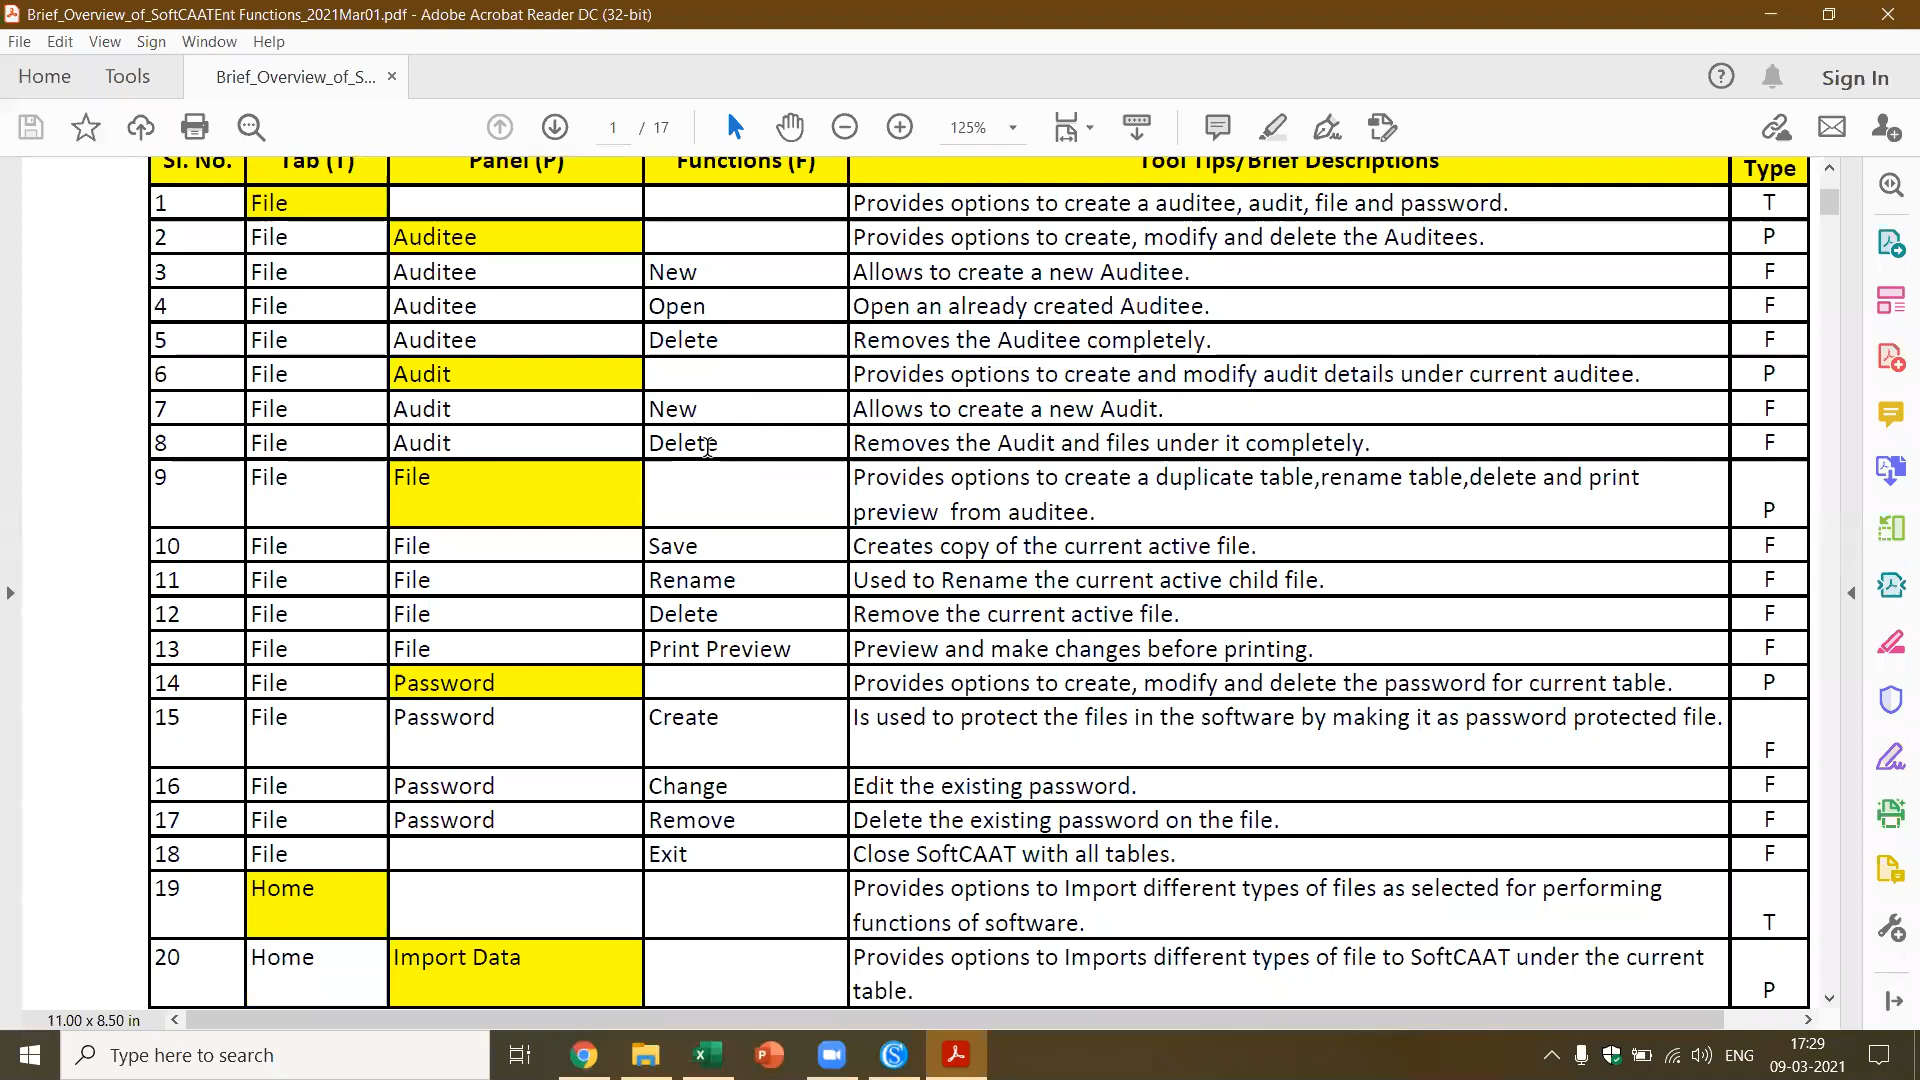 Brief_Overview_of_SoftCAATEnt Functions_2021Mar01.pdf - Adobe Acrobat Reader DC (32-bit)
File Edit View Sign Window Help
Home Tools Brief_Overview_of_S... × Sign In
1 / 17 125%
Sl. No. Tab (T) Panel (P) Functions (F) Tool Tips/Brief Descriptions Type
1 File Provides options to create a auditee, audit, file and password. T
2 File Auditee Provides options to create, modify and delete the Auditees. P
3 File Auditee New Allows to create a new Auditee. F
4 File Auditee Open Open an already created Auditee. F
5 File Auditee Delete Removes the Auditee completely. F
6 File Audit Provides options to create and modify audit details under current auditee. P
7 File Audit New Allows to create a new Audit. F
8 File Audit Delete Removes the Audit and files under it completely. F
9 File File Provides options to create a duplicate table,rename table,delete and print
preview from auditee. P
10 File File Save Creates copy of the current active file. F
11 File File Rename Used to Rename the current active child file. F
12 File File Delete Remove the current active file. F
13 File File Print Preview Preview and make changes before printing. F
14 File Password Provides options to create, modify and delete the password for current table. P
15 File Password Create Is used to protect the files in the software by making it as password protected file.
F
16 File Password Change Edit the existing password. F
17 File Password Remove Delete the existing password on the file. F
18 File Exit Close SoftCAAT with all tables. F
19 Home Provides options to Import different types of files as selected for performing
functions of software. T
20 Home Import Data Provides options to Imports different types of file to SoftCAAT under the current
table. P
11.00 x 8.50 in
Type here to search
ENG
17:29
09-03-2021